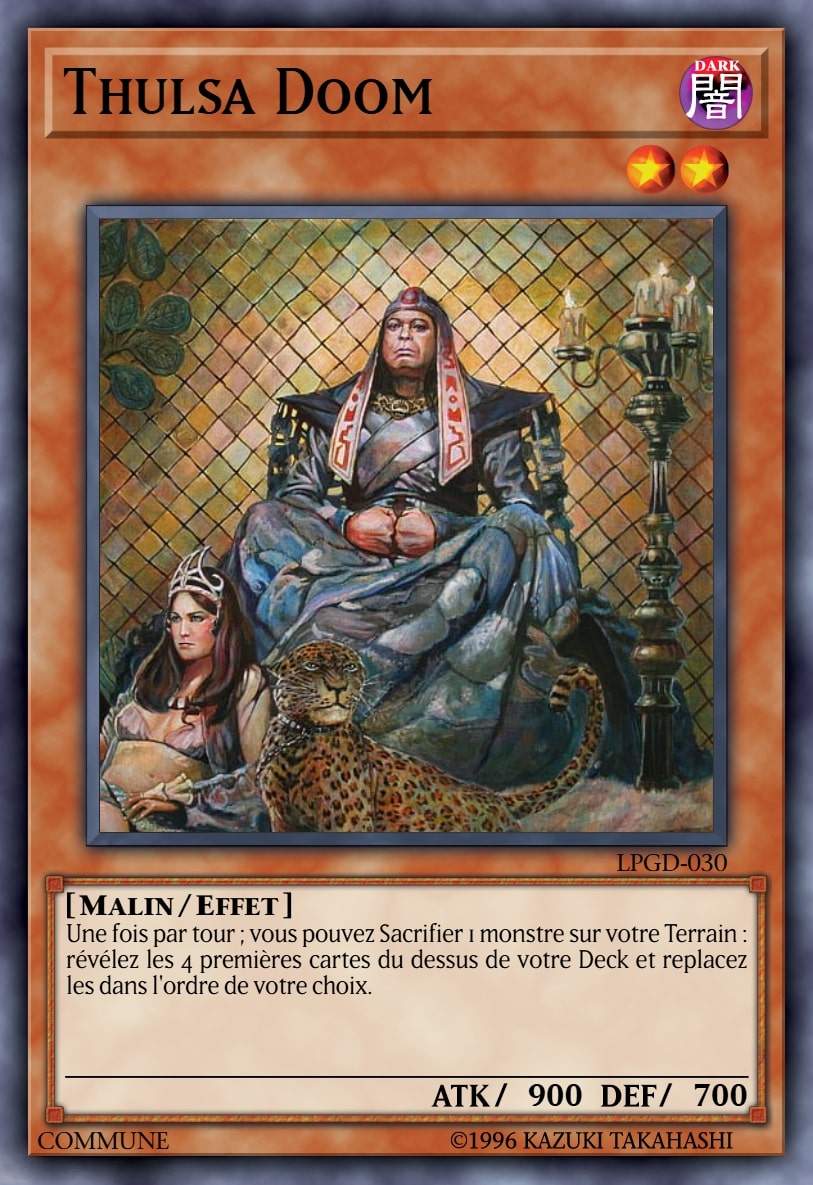 Thulsa Doom
DARK
闇
LPGD-030
[Malin/Effet]
Une fois par tour ; vous pouvez Sacrifier 1 monstre sur votre Terrain :
révélez les 4 premières cartes du dessus de votre Deck et replacez
les dans l'ordre de votre choix.
ATK/ 900 DEF/ 700
COMMUNE
©1996 KAZUKI TAKAHASHI